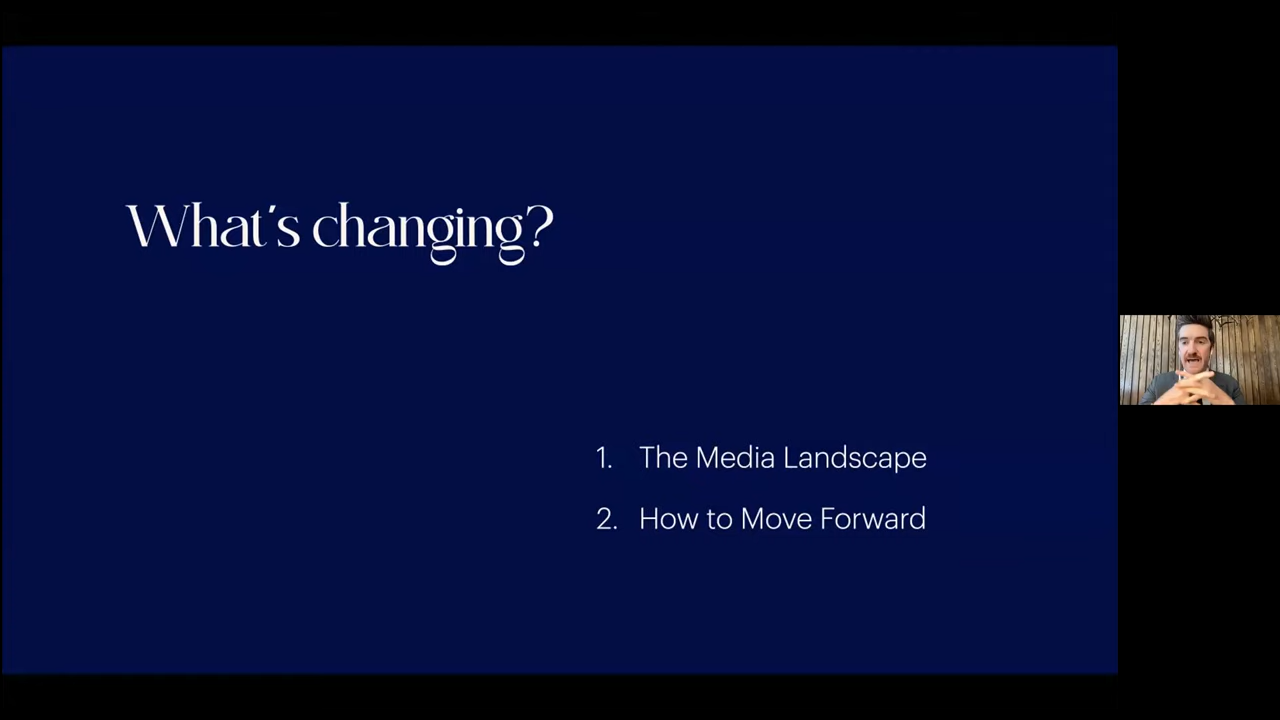 What's changing?
1. The Media Landscape
2. How to Move Forward